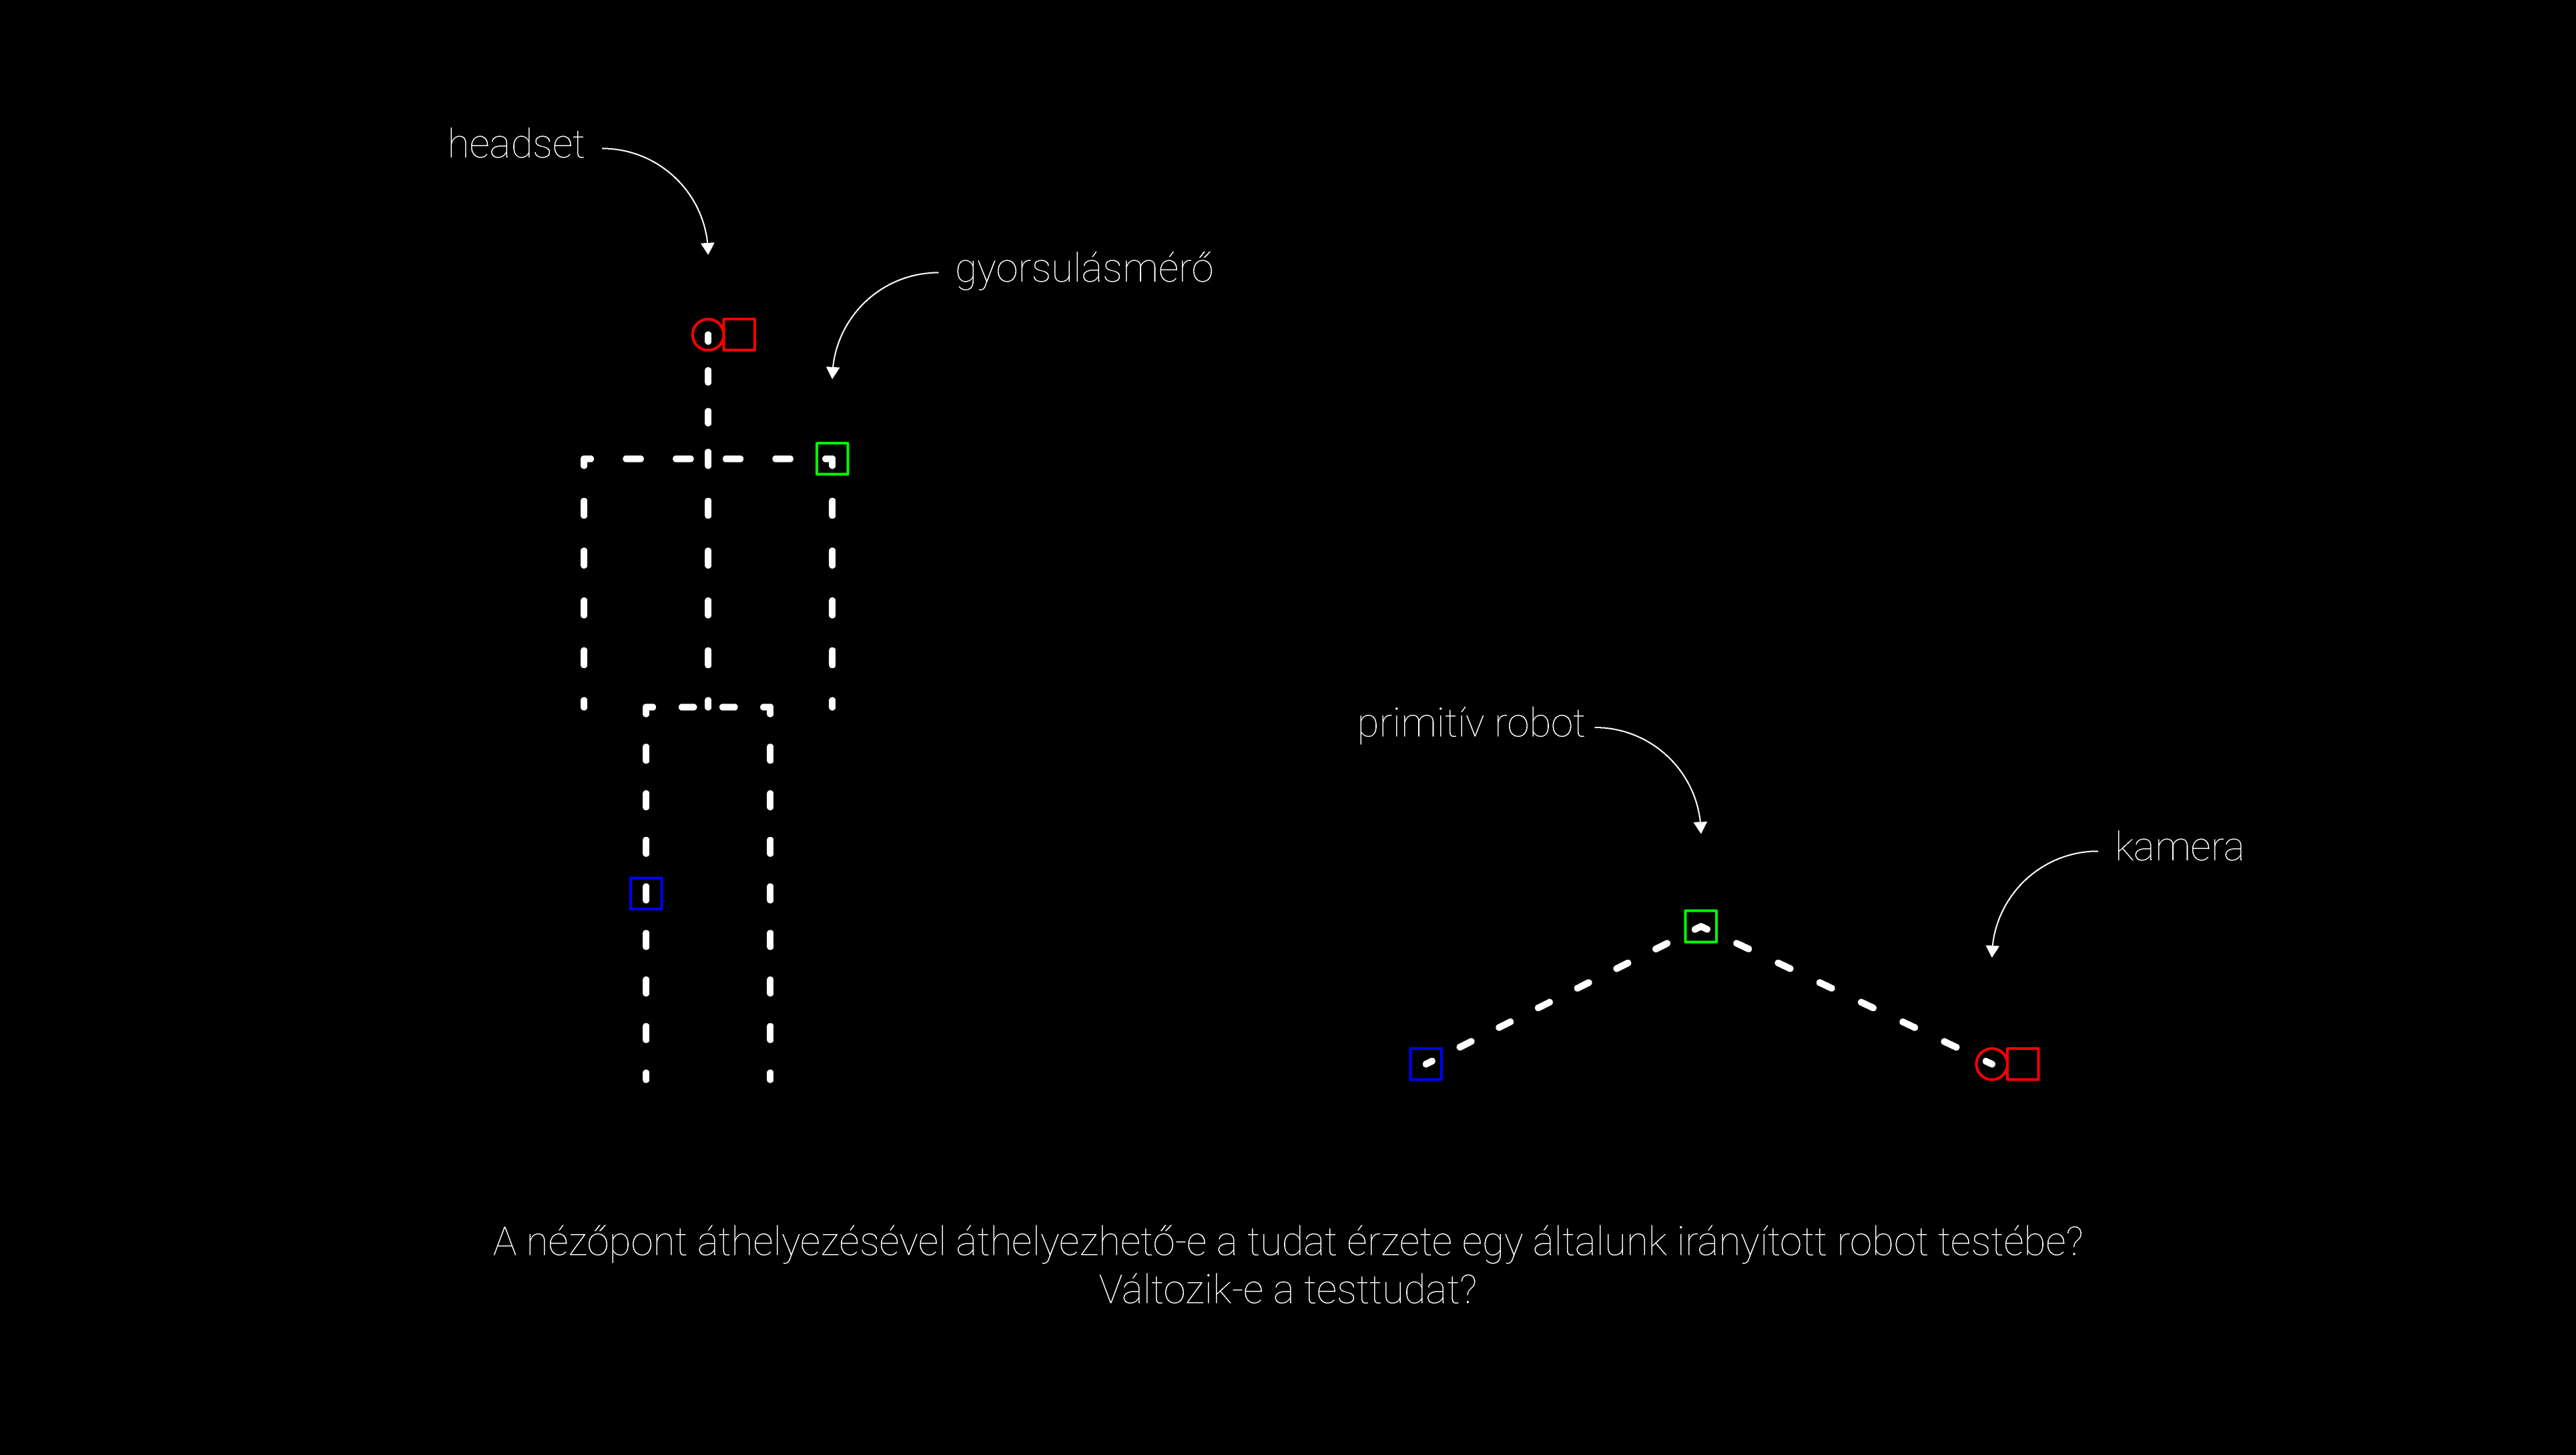 headset
gyorsulásmérő
primitív robot
kamera
A nézőpont áthelyezésével áthelyezhető-e a tudat érzete egy általunk irányított robot testébe?
Változik-e a testtudat?